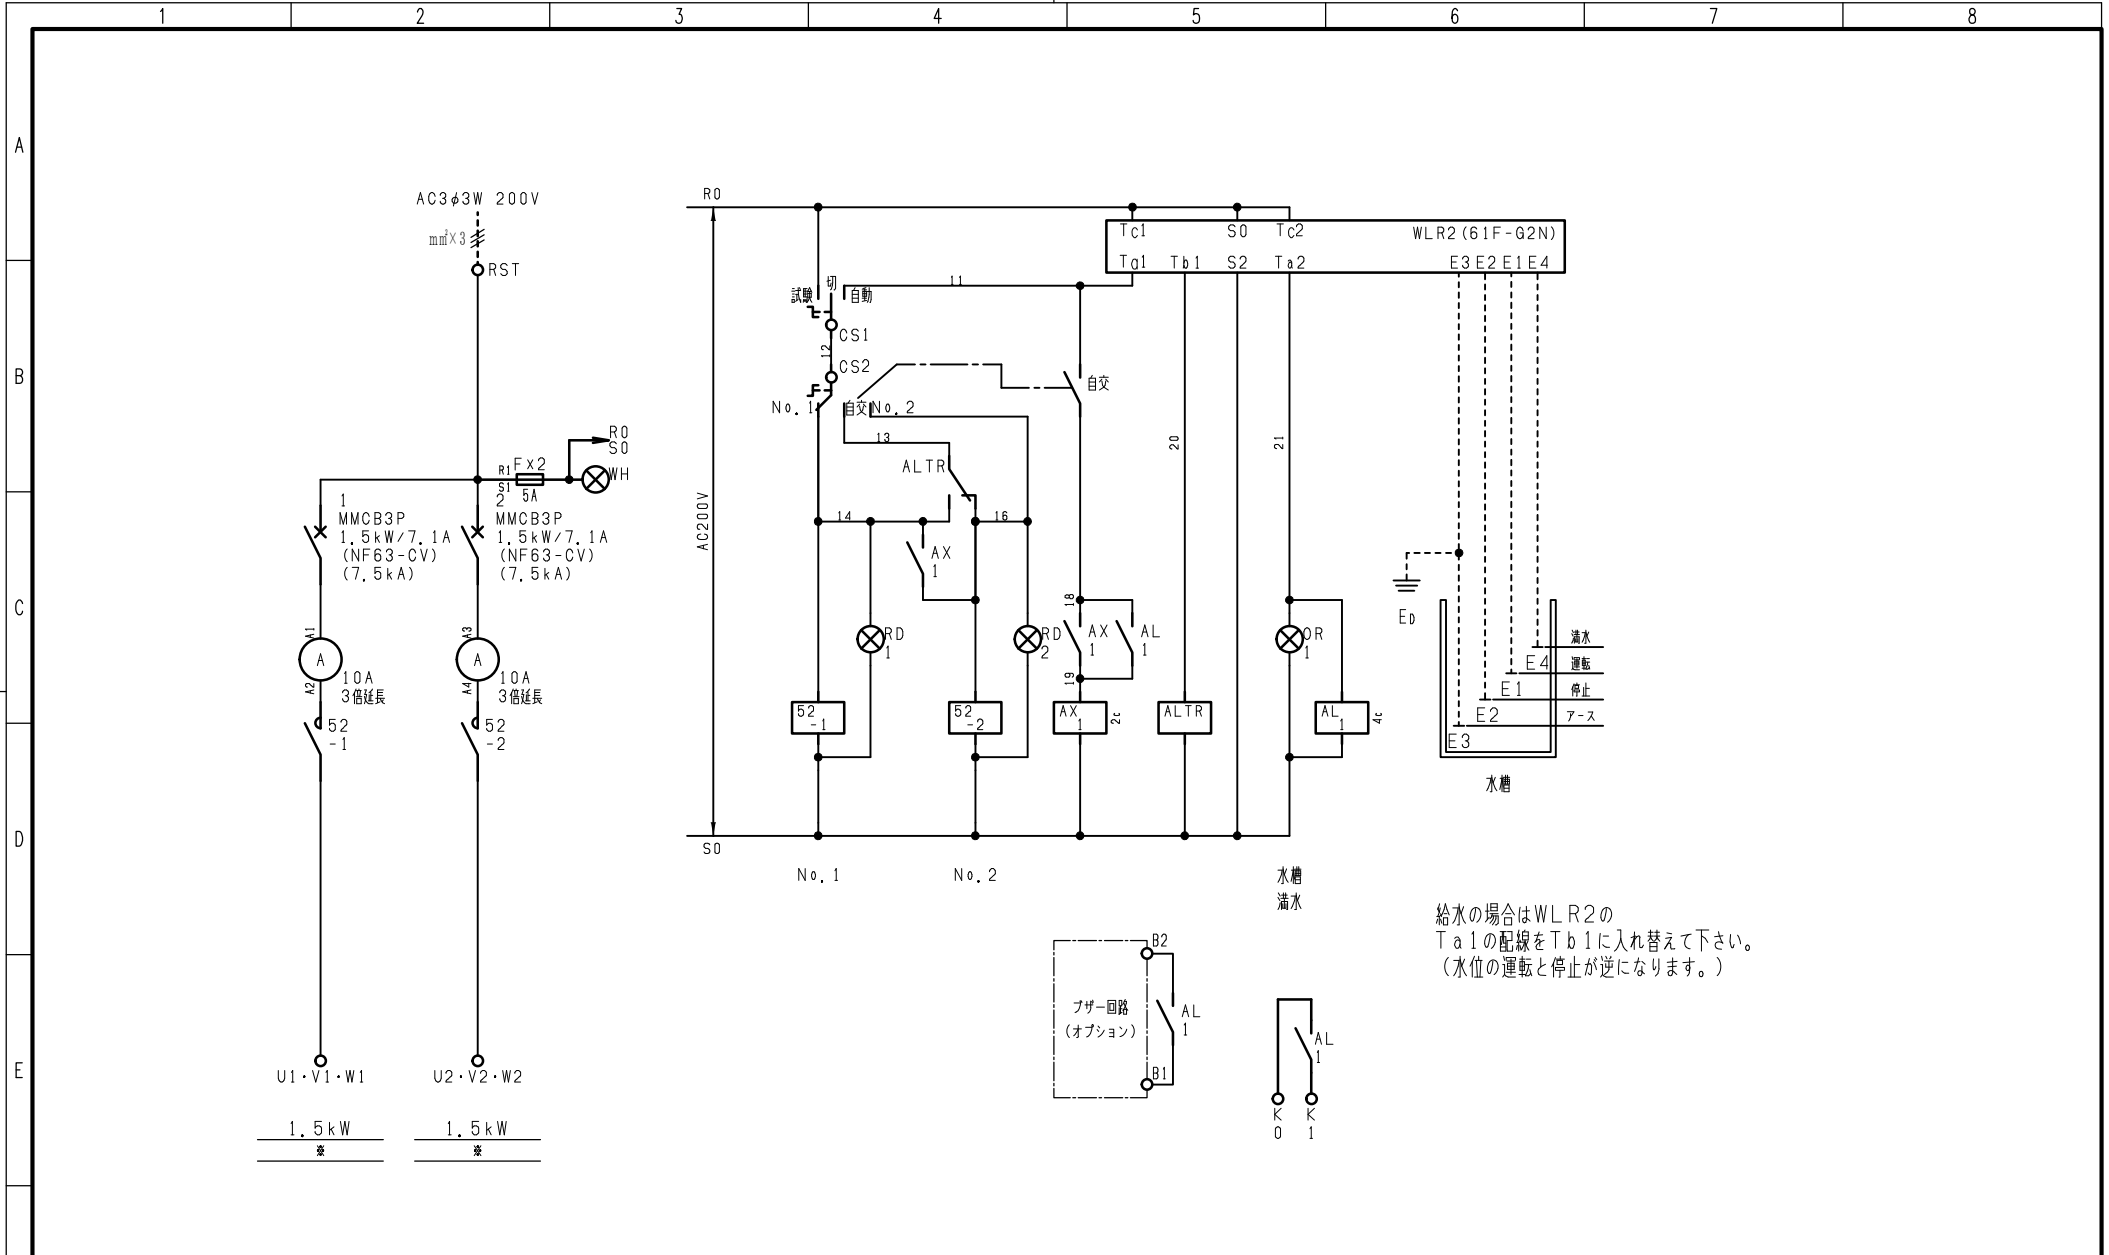 1 2 3 4 5 6 7 8
A
B
C
D
E
AC3φ3W 200V
mm²×3
RST
R0
S0
R1
S1
F×2
5A
WH
1
MMCB3P
1.5kW/7.1A
(NF63-CV)
(7.5kA)
2
MMCB3P
1.5kW/7.1A
(NF63-CV)
(7.5kA)
A1
A
A2
10A
3倍延長
A3
A
A4
10A
3倍延長
52
-1
52
-2
U1・V1・W1
U2・V2・W2
1.5kW
※
1.5kW
※
R0
AC200V
S0
試験
切
自動
11
CS1
12
CS2
No.1
自交
No.2
自交
13
ALTR
14
16
AX
1
RD
1
RD
2
18
AX
1
AL
1
19
20
21
OR
1
52
-1
52
-2
AX
1
2c
ALTR
AL
1
4c
No.1
No.2
水槽
満水
Tc1 S0 Tc2 WLR2(61F-G2N)
Ta1 Tb1 S2 Ta2 E3 E2 E1 E4
ED
満水
E4
運転
E1
停止
E2
アース
E3
水槽
給水の場合はWLR2の
Ta1の配線をTb1に入れ替えて下さい。
(水位の運転と停止が逆になります。)
B2
ブザー回路
(オプション)
AL
1
B1
AL
1
K
0
K
1